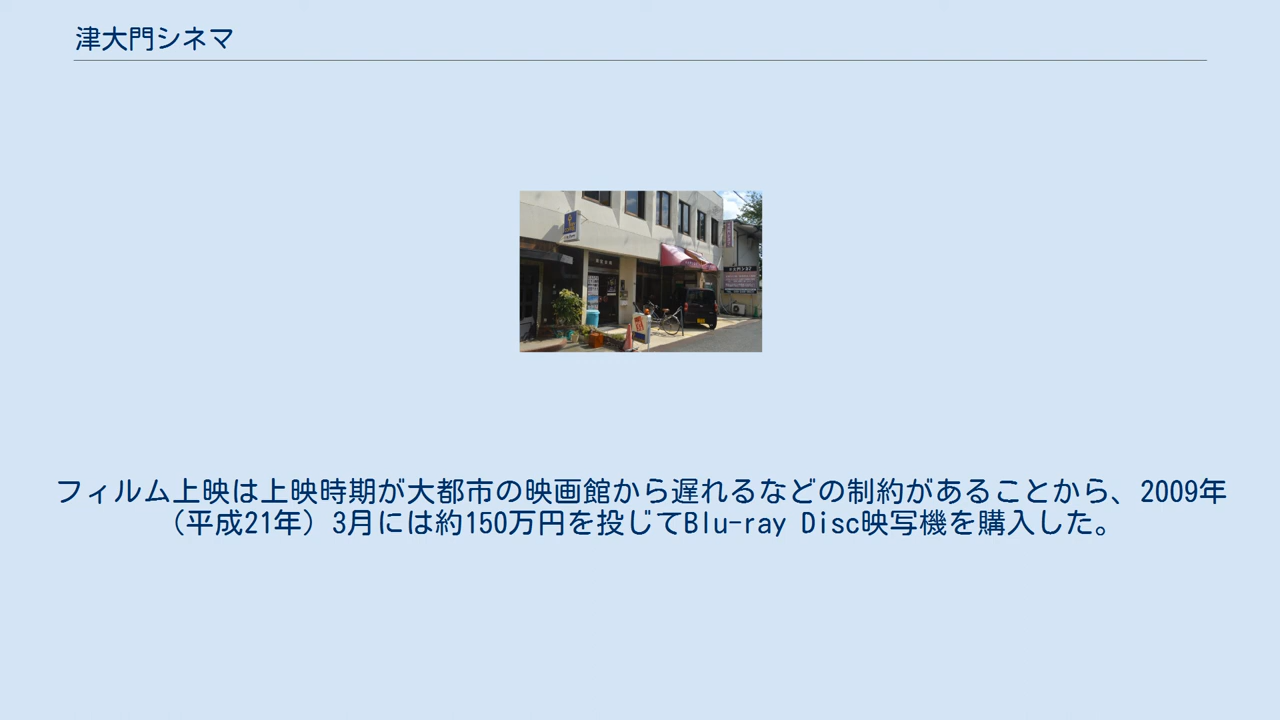 津大門シネマ
フィルム上映は上映時期が大都市の映画館から遅れるなどの制約があることから、2009年
（平成21年）3月には約150万円を投じてBlu-ray Disc映写機を購入した。